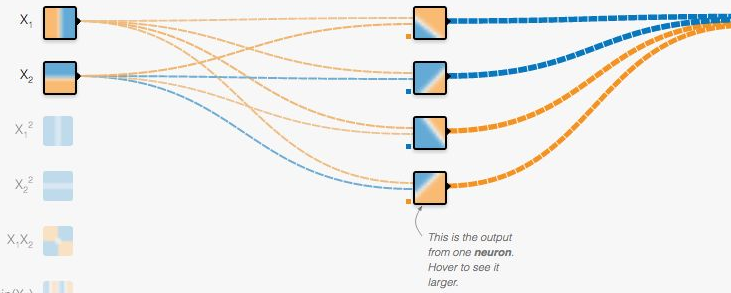 X₁
X₂
X₁²
X₂²
X₁X₂
This is the output
from one neuron.
Hover to see it
larger.